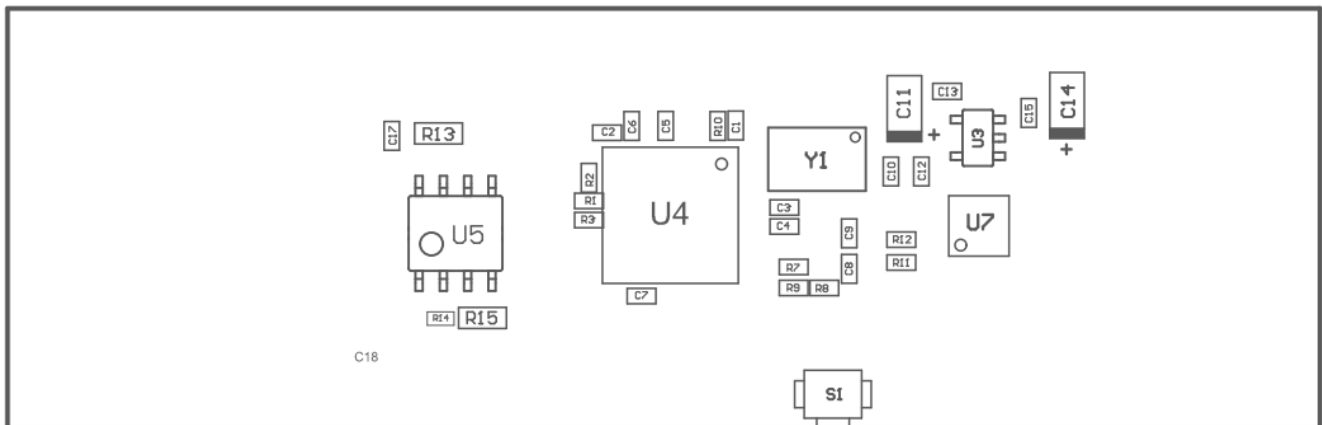 C11
C13
C14
C15
C17
R13
C2
C6
C5
R10
C1
Y1
+
U3
+
C10
C12
R2
R1
R3
U4
C3
C4
C9
U7
U5
R12
R11
R7
C8
R9
R8
C7
R14
R15
C18
S1